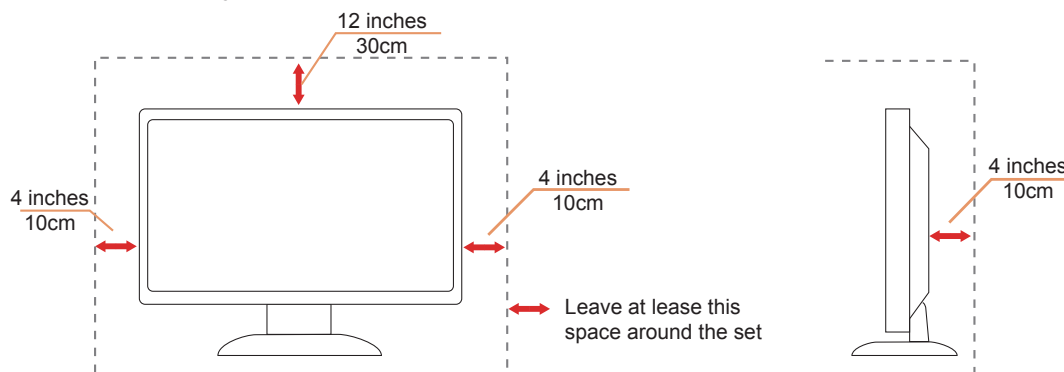 12 inches
30cm
4 inches
10cm
4 inches
10cm
4 inches
10cm
Leave at lease this
space around the set